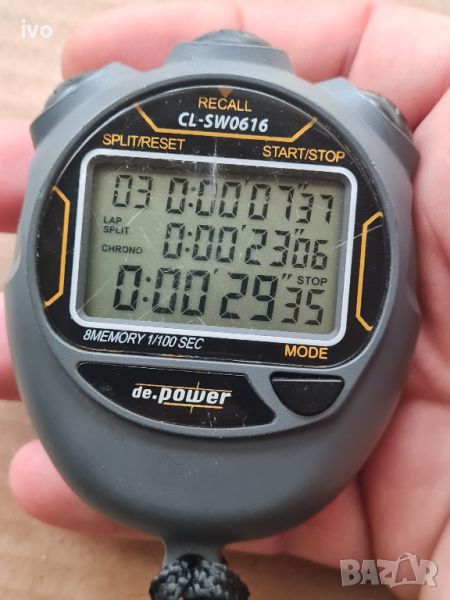 ivo
RECALL
CL-SW0616
SPLIT/RESET START/STOP
03 0:00'07"37
LAP
SPLIT 0:00'23"06
CHRONO
0:00'29"35 STOP
8MEMORY 1/100 SEC
MODE
de.power
BAZAR